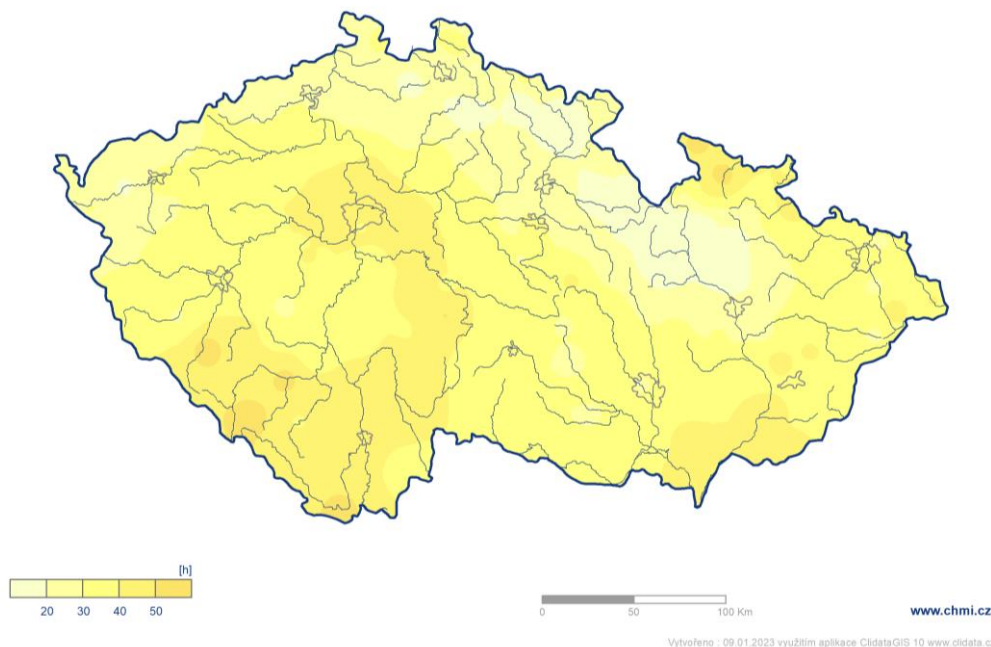 [h]
20 30 40 50
0 50 100 Km
www.chmi.cz
Vytvořeno : 09.01.2023 využitím aplikace ClidataGIS 10 www.clidata.c